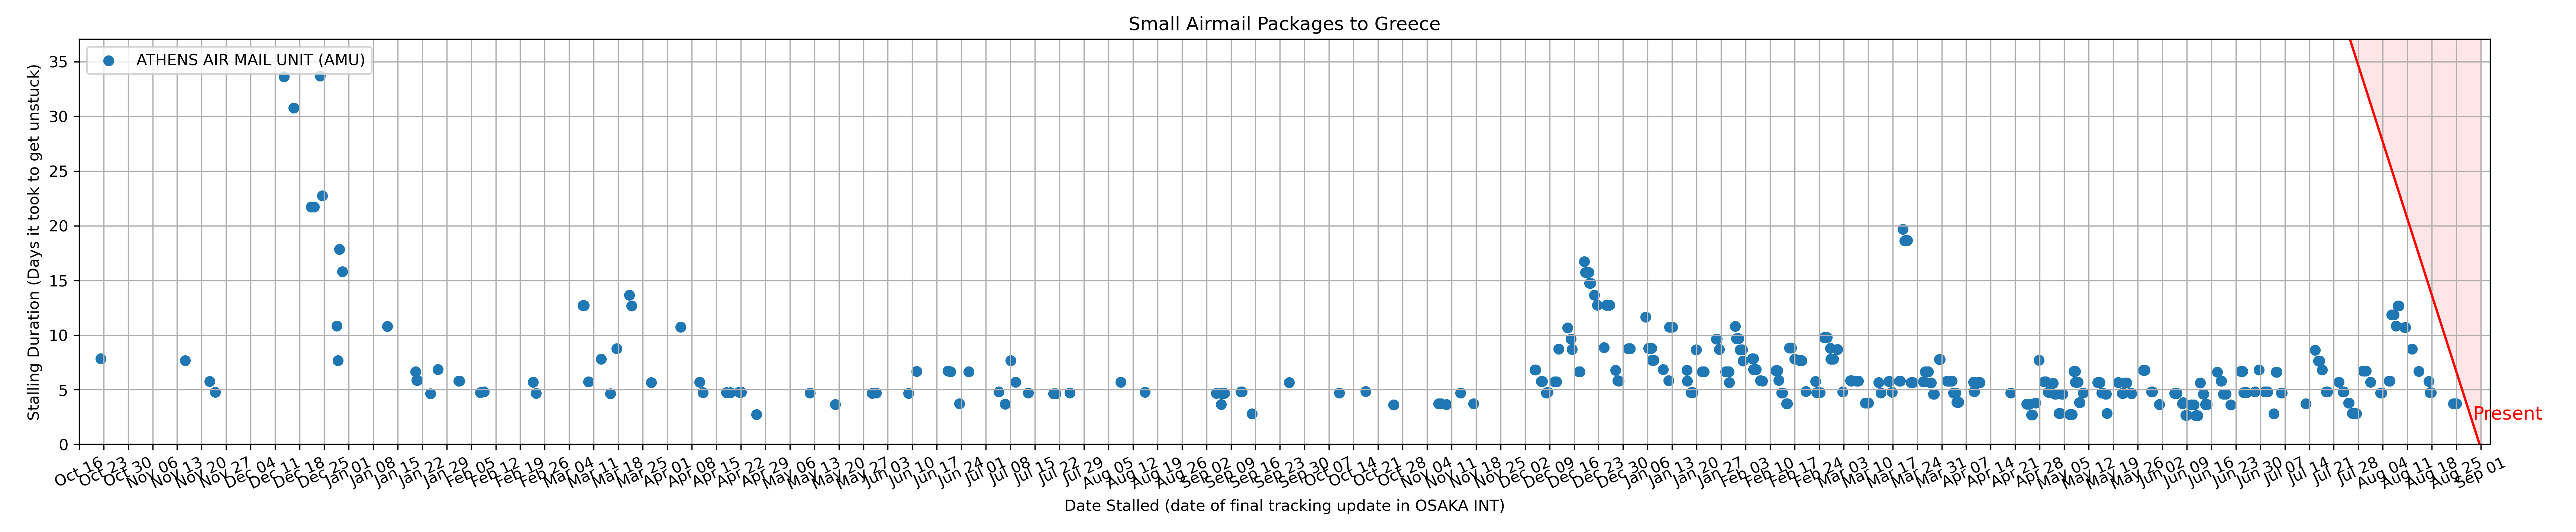 Small Airmail Packages to Greece
ATHENS AIR MAIL UNIT (AMU)
Stalling Duration (Days it took to get unstuck)
35
30
25
20
15
10
5
0
Present
Oct 16
Oct 23
Oct 30
Nov 06
Nov 13
Nov 20
Nov 27
Dec 04
Dec 11
Dec 18
Dec 25
Jan 01
Jan 08
Jan 15
Jan 22
Jan 29
Feb 05
Feb 12
Feb 19
Feb 26
Mar 04
Mar 11
Mar 18
Mar 25
Apr 01
Apr 08
Apr 15
Apr 22
Apr 29
May 06
May 13
May 20
May 27
Jun 03
Jun 10
Jun 17
Jun 24
Jul 01
Jul 08
Jul 15
Jul 22
Jul 29
Aug 05
Aug 12
Aug 19
Aug 26
Sep 02
Sep 09
Sep 16
Sep 23
Sep 30
Oct 07
Oct 14
Oct 21
Oct 28
Nov 04
Nov 11
Nov 18
Nov 25
Dec 02
Dec 09
Dec 16
Dec 23
Dec 30
Jan 06
Jan 13
Jan 20
Jan 27
Feb 03
Feb 10
Feb 17
Feb 24
Mar 03
Mar 10
Mar 17
Mar 24
Mar 31
Apr 07
Apr 14
Apr 21
Apr 28
May 05
May 12
May 19
May 26
Jun 02
Jun 09
Jun 16
Jun 23
Jun 30
Jul 07
Jul 14
Jul 21
Jul 28
Aug 04
Aug 11
Aug 18
Aug 25
Sep 01
Date Stalled (date of final tracking update in OSAKA INT)